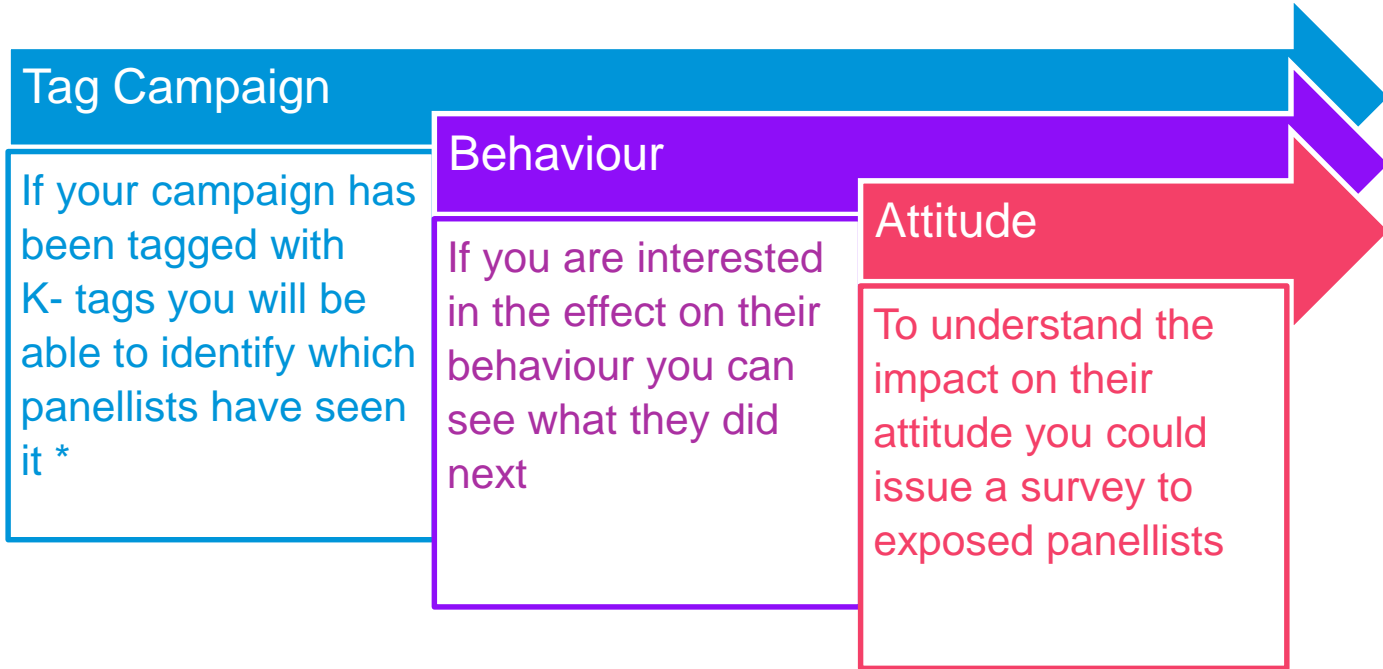 Tag Campaign
If your campaign has
been tagged with
K- tags you will be
able to identify which
panellists have seen
it *
Behaviour
If you are interested
in the effect on their
behaviour you can
see what they did
next
Attitude
To understand the
impact on their
attitude you could
issue a survey to
exposed panellists